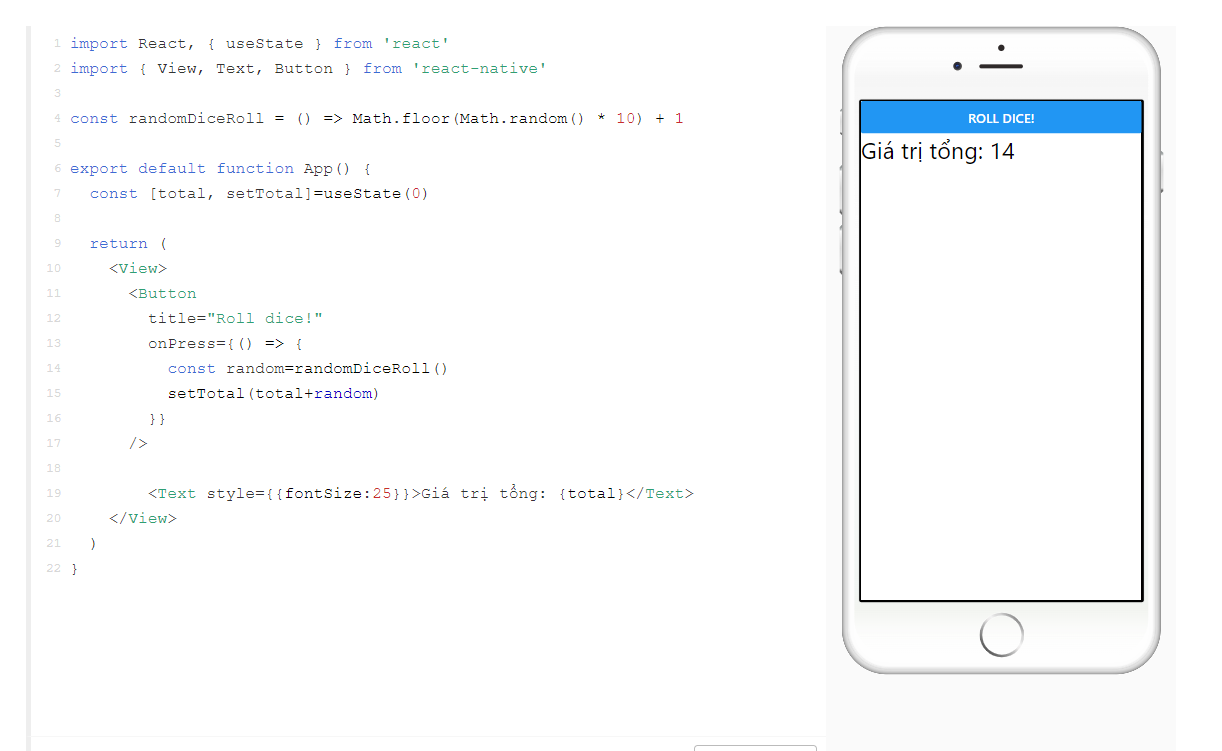 1 import React, { useState } from 'react'
2 import { View, Text, Button } from 'react-native'
3
4 const randomDiceRoll = () => Math.floor(Math.random() * 10) + 1
5
6 export default function App() {
7   const [total, setTotal]=useState(0)
8
9   return (
10     <View>
11       <Button
12         title="Roll dice!"
13         onPress={() => {
14           const random=randomDiceRoll()
15           setTotal(total+random)
16         }}
17       />
18
19         <Text style={{fontSize:25}}>Giá trị tổng: {total}</Text>
20     </View>
21   )
22 }
ROLL DICE!
Giá trị tổng: 14